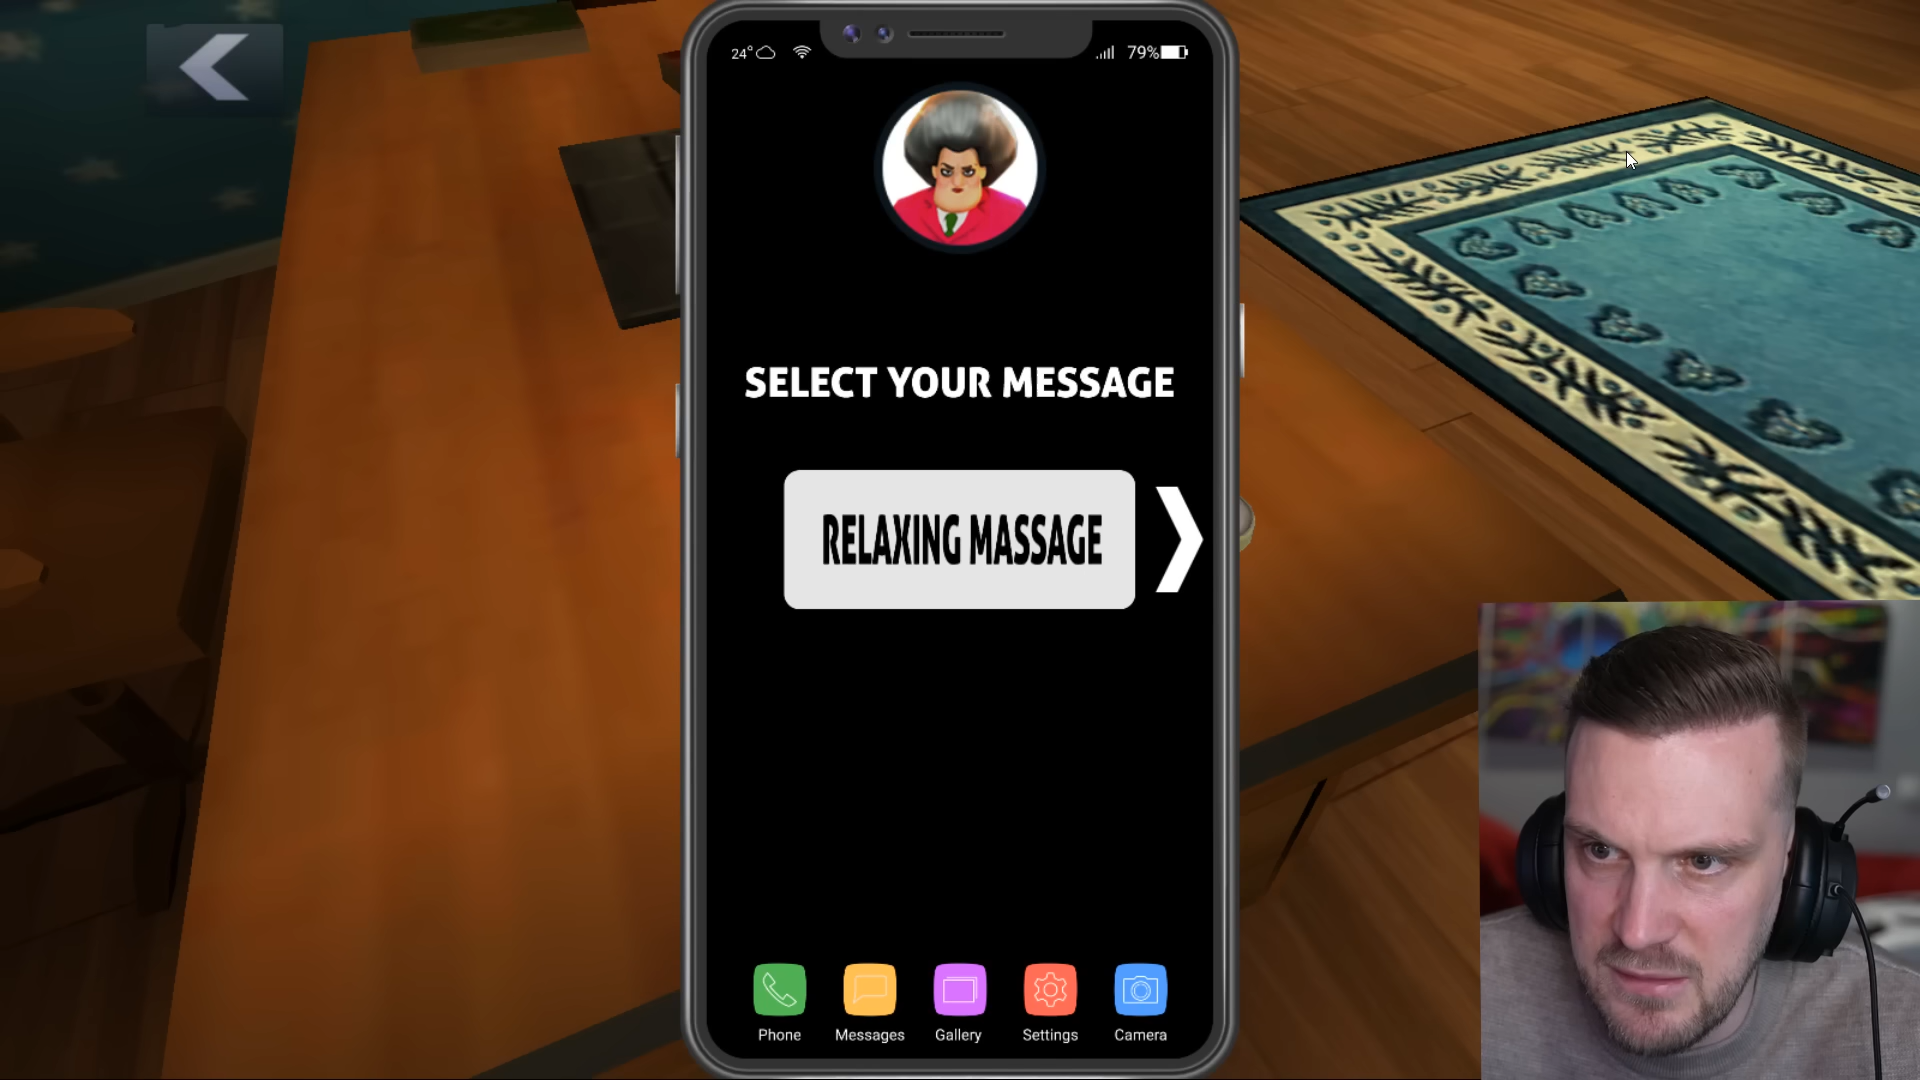 24°
79%
SELECT YOUR MESSAGE
RELAXING MASSAGE
Phone
Messages
Gallery
Settings
Camera